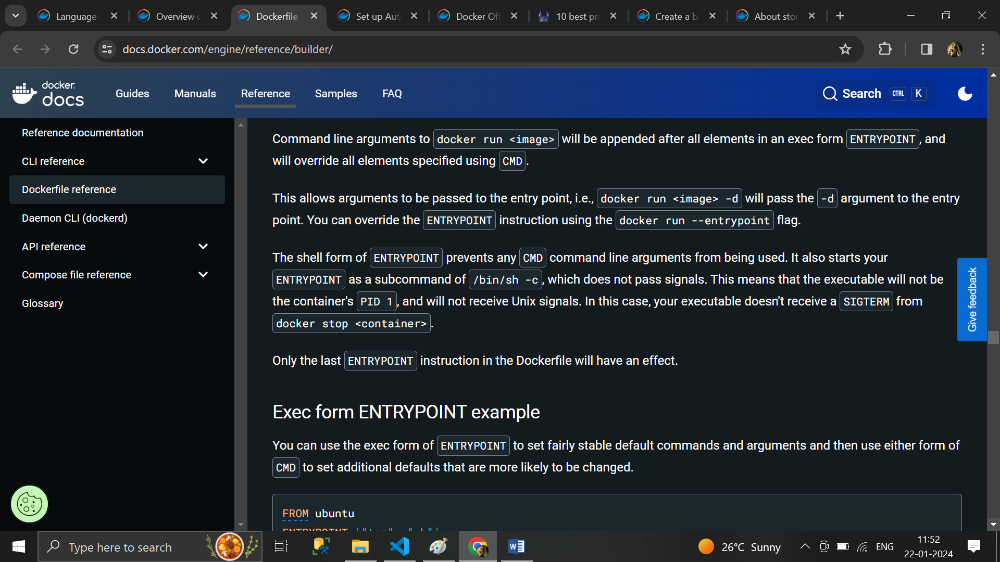 Language-
Overview c
Dockerfile
Set up Aut
Docker Off
10 best pra
Create a ba
About stor
docs.docker.com/engine/reference/builder/
docker
docs
Guides
Manuals
Reference
Samples
FAQ
Search
CTRL
K
Reference documentation
CLI reference
Dockerfile reference
Daemon CLI (dockerd)
API reference
Compose file reference
Glossary
Command line arguments to docker run <image> will be appended after all elements in an exec form ENTRYPOINT, and
will override all elements specified using CMD.
This allows arguments to be passed to the entry point, i.e., docker run <image> -d will pass the -d argument to the entry
point. You can override the ENTRYPOINT instruction using the docker run --entrypoint flag.
The shell form of ENTRYPOINT prevents any CMD command line arguments from being used. It also starts your
ENTRYPOINT as a subcommand of /bin/sh -c, which does not pass signals. This means that the executable will not be
the container's PID 1, and will not receive Unix signals. In this case, your executable doesn't receive a SIGTERM from
docker stop <container>.
Only the last ENTRYPOINT instruction in the Dockerfile will have an effect.
Exec form ENTRYPOINT example
You can use the exec form of ENTRYPOINT to set fairly stable default commands and arguments and then use either form of
CMD to set additional defaults that are more likely to be changed.
FROM ubuntu
ENTRYPOINT
Give feedback
Type here to search
26°C Sunny
ENG
11:52
22-01-2024